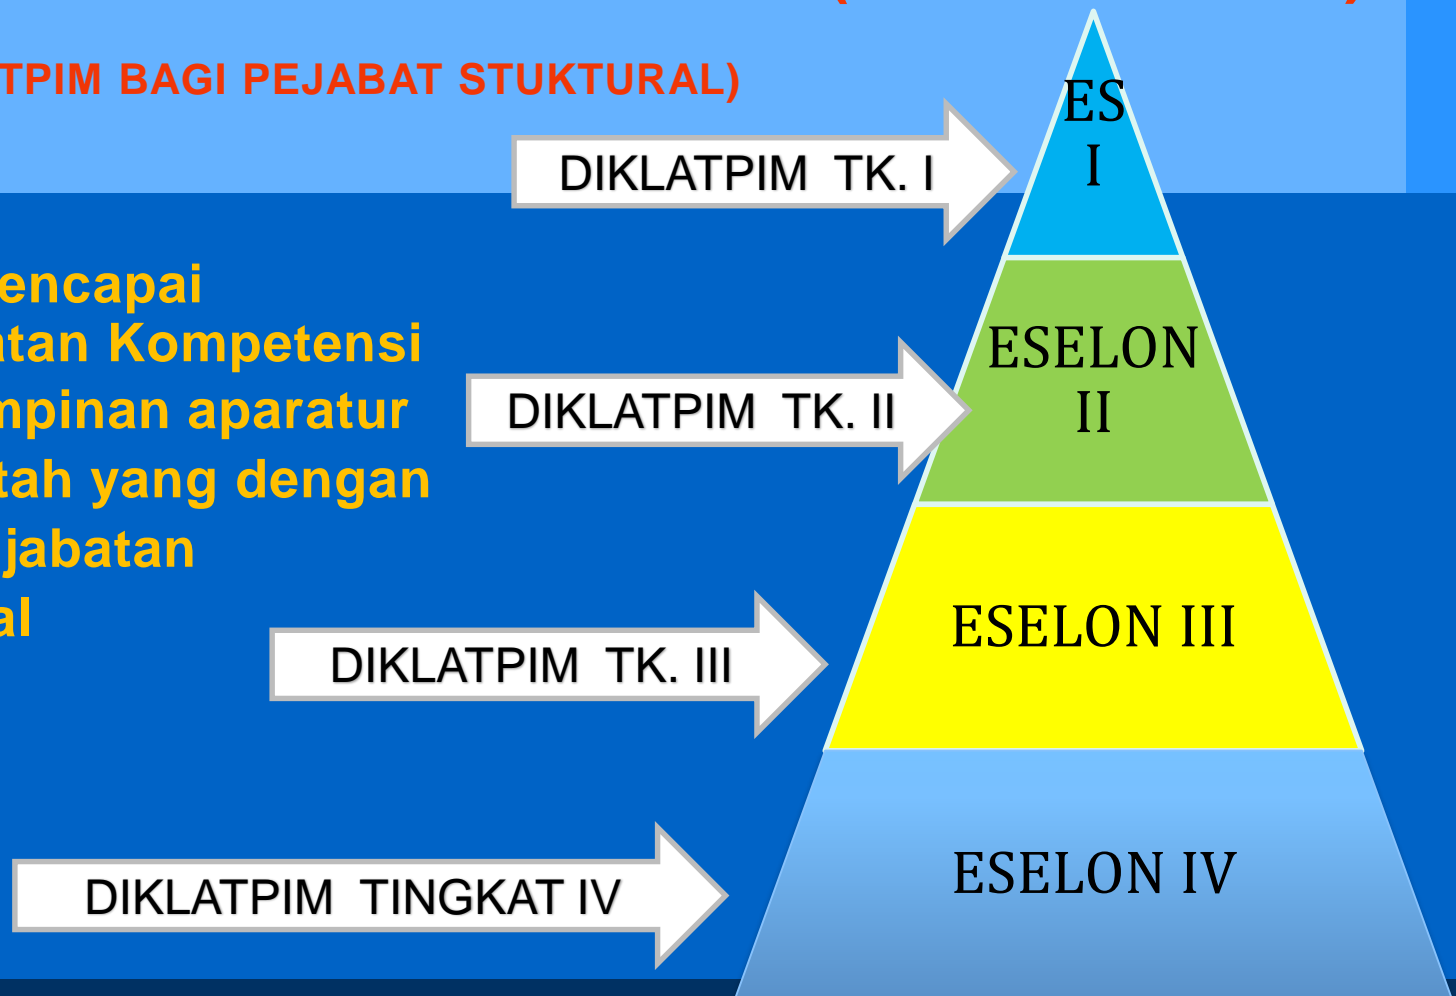 TPIM BAGI PEJABAT STUKTURAL)
ES
I
DIKLATPIM TK. I
encapai
atan Kompetensi
mpinan aparatur
tah yang dengan
jabatan
al
ESELON
II
DIKLATPIM TK. II
ESELON III
DIKLATPIM TK. III
ESELON IV
DIKLATPIM TINGKAT IV